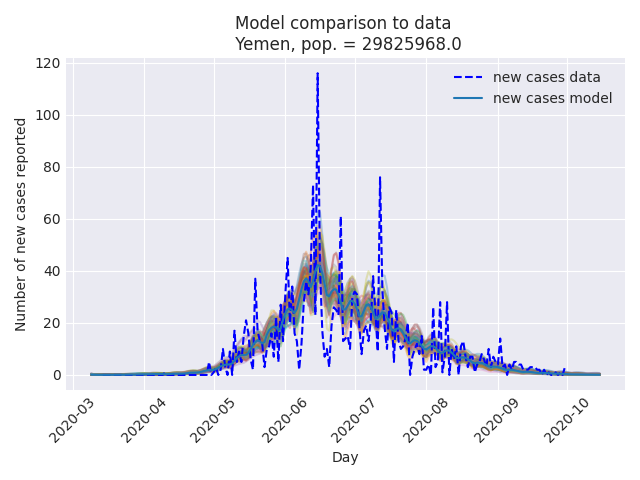 Model comparison to data
Yemen, pop. = 29825968.0
new cases data
new cases model
Number of new cases reported
120
100
80
60
40
20
0
2020-03
2020-04
2020-05
2020-06
2020-07
2020-08
2020-09
2020-10
Day